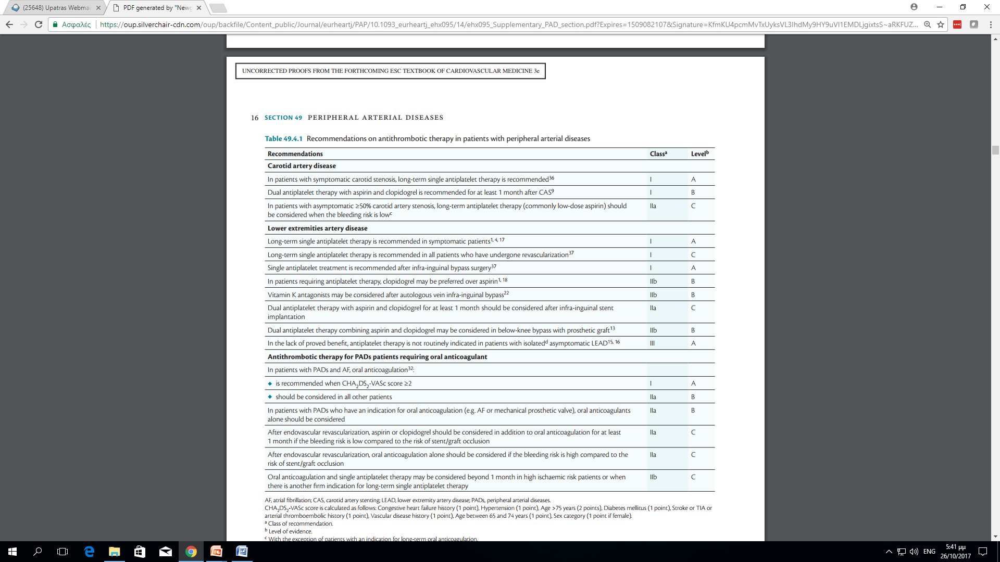 (25648) Upatras Webma
PDF generated by "Newg
Ασφαλές
https://oup.silverchair-cdn.com/oup/backfile/Content_public/Journal/eurheartj/PAP/10.1093_eurheartj_ehx095/14/ehx095_Supplementary_PAD_section.pdf?Expires=1509082107&Signature=KfmKU4pcmMvTxUyksVL3IhdMy9HY9uVl1EMDLjgixtsS~aRKFUZ...
UNCORRECTED PROOFS FROM THE FORTHCOMING ESC TEXTBOOK OF CARDIOVASCULAR MEDICINE 3e
16 SECTION 49 PERIPHERAL ARTERIAL DISEASES
Table 49.4.1 Recommendations on antithrombotic therapy in patients with peripheral arterial diseases
Recommendations Classa Levelb
Carotid artery disease
In patients with symptomatic carotid stenosis, long-term single antiplatelet therapy is recommended36 I A
Dual antiplatelet therapy with aspirin and clopidogrel is recommended for at least 1 month after CAS9 I B
In patients with asymptomatic ≥50% carotid artery stenosis, long-term antiplatelet therapy (commonly low-dose aspirin) should IIa C
be considered when the bleeding risk is lowc
Lower extremities artery disease
Long-term single antiplatelet therapy is recommended in symptomatic patients1, 4, 17 I A
Long-term single antiplatelet therapy is recommended in all patients who have undergone revascularization37 I C
Single antiplatelet treatment is recommended after infra-inguinal bypass surgery37 I A
In patients requiring antiplatelet therapy, clopidogrel may be preferred over aspirin1, 18 IIb B
Vitamin K antagonists may be considered after autologous vein infra-inguinal bypass22 IIb B
Dual antiplatelet therapy with aspirin and clopidogrel for at least 1 month should be considered after infra-inguinal stent IIa C
implantation
Dual antiplatelet therapy combining aspirin and clopidogrel may be considered in below-knee bypass with prosthetic graft13 IIb B
In the lack of proved benefit, antiplatelet therapy is not routinely indicated in patients with isolatedd asymptomatic LEAD15, 16 III A
Antithrombotic therapy for PADs patients requiring oral anticoagulant
In patients with PADs and AF, oral anticoagulation32:
◆ is recommended when CHA2DS2-VASc score ≥2 I A
◆ should be considered in all other patients IIa B
In patients with PADs who have an indication for oral anticoagulation (e.g. AF or mechanical prosthetic valve), oral anticoagulants IIa B
alone should be considered
After endovascular revascularization, aspirin or clopidogrel should be considered in addition to oral anticoagulation for at least IIa C
1 month if the bleeding risk is low compared to the risk of stent/graft occlusion
After endovascular revascularization, oral anticoagulation alone should be considered if the bleeding risk is high compared to the IIa C
risk of stent/graft occlusion
Oral anticoagulation and single antiplatelet therapy may be considered beyond 1 month in high ischaemic risk patients or when IIb C
there is another firm indication for long-term single antiplatelet therapy
AF, atrial fibrillation; CAS, carotid artery stenting; LEAD, lower extremity artery disease; PADs, peripheral arterial diseases.
CHA2DS2-VASc score is calculated as follows: Congestive heart failure history (1 point), Hypertension (1 point), Age >75 years (2 points), Diabetes mellitus (1 point), Stroke or TIA or
arterial thromboembolic history (1 point), Vascular disease history (1 point), Age between 65 and 74 years (1 point), Sex category (1 point if female).
a Class of recommendation.
b Level of evidence.
c With the exception of patients with an indication for long-term oral anticoagulation.
ENG
5:41 μμ
26/10/2017